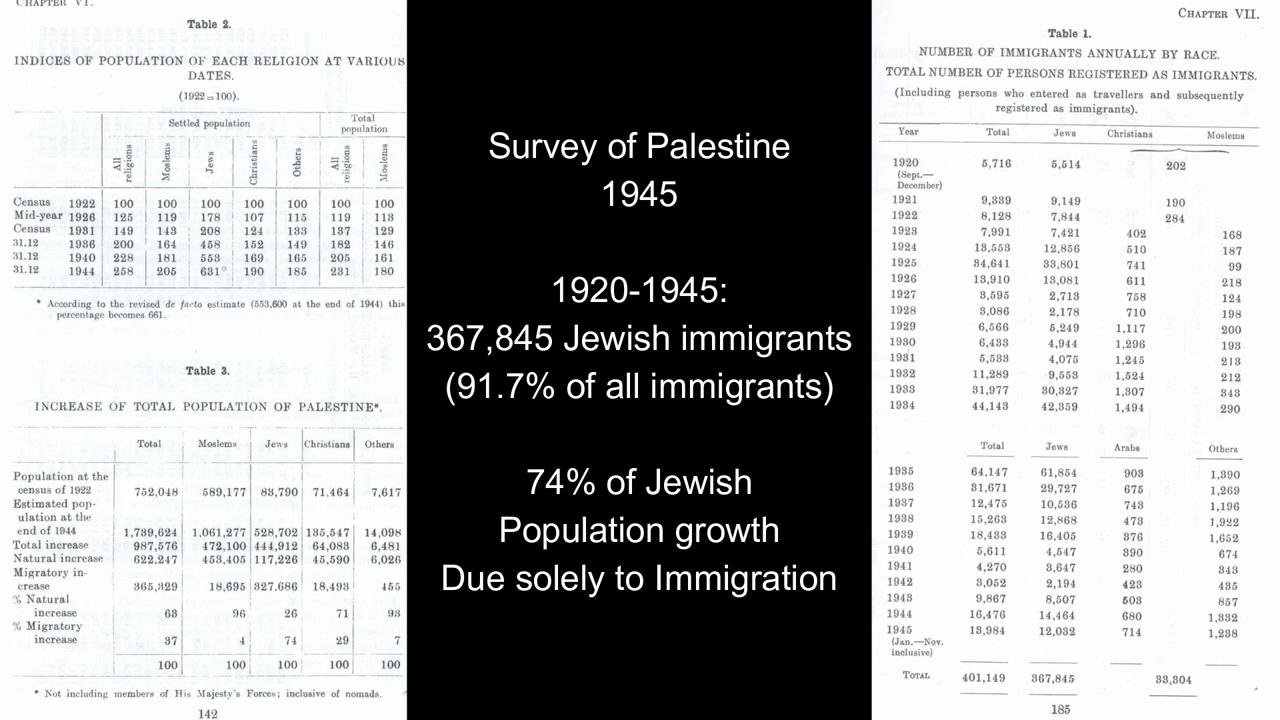 CHAPTER VI.
Table 2.
INDICES OF POPULATION OF EACH RELIGION AT VARIOUS
DATES.
(1922=100).
Settled population Total population
All religions Moslems Jews Christians Others All religions Moslems
Census 1922 100 100 100 100 100 100 100
Mid-year 1926 125 119 178 107 115 119 113
Census 1931 149 143 208 124 133 137 129
31.12 1936 200 164 458 152 149 182 146
31.12 1940 228 181 553 169 165 205 161
31.12 1944 258 205 631* 190 185 231 180
* According to the revised de facto estimate (553,600 at the end of 1944) this
percentage becomes 661.
Table 3.
INCREASE OF TOTAL POPULATION OF PALESTINE*.
Total Moslems Jews Christians Others
Population at the
census of 1922 752,048 589,177 83,790 71,464 7,617
Estimated pop-
ulation at the
end of 1944 1,739,624 1,061,277 528,702 135,547 14,098
Total increase 987,576 472,100 444,912 64,083 6,481
Natural increase 622,247 453,405 117,226 45,590 6,026
Migratory in-
crease 365,329 18,695 327.686 18,493 455
% Natural
increase 63 96 26 71 93
% Migratory
increase 37 4 74 29 7
100 100 100 100 100
* Not including members of His Majesty's Forces; inclusive of nomads.
142
Survey of Palestine
1945
1920-1945:
367,845 Jewish immigrants
(91.7% of all immigrants)
74% of Jewish
Population growth
Due solely to Immigration
CHAPTER VII.
Table 1.
NUMBER OF IMMIGRANTS ANNUALLY BY RACE.
TOTAL NUMBER OF PERSONS REGISTERED AS IMMIGRANTS.
(Including persons who entered as travellers and subsequently
registered as immigrants).
Year Total Jews Christians Moslems
1920 5,716 5,514 202
(Sept.—
December)
1921 9,339 9,149 190
1922 8,128 7,844 284
1923 7,991 7,421 402 168
1924 13,553 12,856 510 187
1925 34,641 33,801 741 99
1926 13,910 13,081 611 218
1927 3,595 2,713 758 124
1928 3,086 2,178 710 198
1929 6,566 5,249 1,117 200
1930 6,433 4,944 1,296 193
1931 5,533 4,075 1,245 213
1932 11,289 9,553 1,524 212
1933 31,977 30,327 1,307 343
1934 44,143 42,359 1,494 290
Total Jews Arabs Others
1935 64,147 61,854 903 1,390
1936 31,671 29,727 675 1,269
1937 12,475 10,536 743 1,196
1938 15,263 12,868 473 1,922
1939 18,433 16,405 376 1,652
1940 5,611 4,547 390 674
1941 4,270 3,647 280 343
1942 3,052 2,194 423 435
1943 9,867 8,507 503 857
1944 16,476 14,464 680 1,332
1945 13,984 12,032 714 1,238
(Jan.—Nov.
inclusive)
TOTAL 401,149 367,845 33,304
185